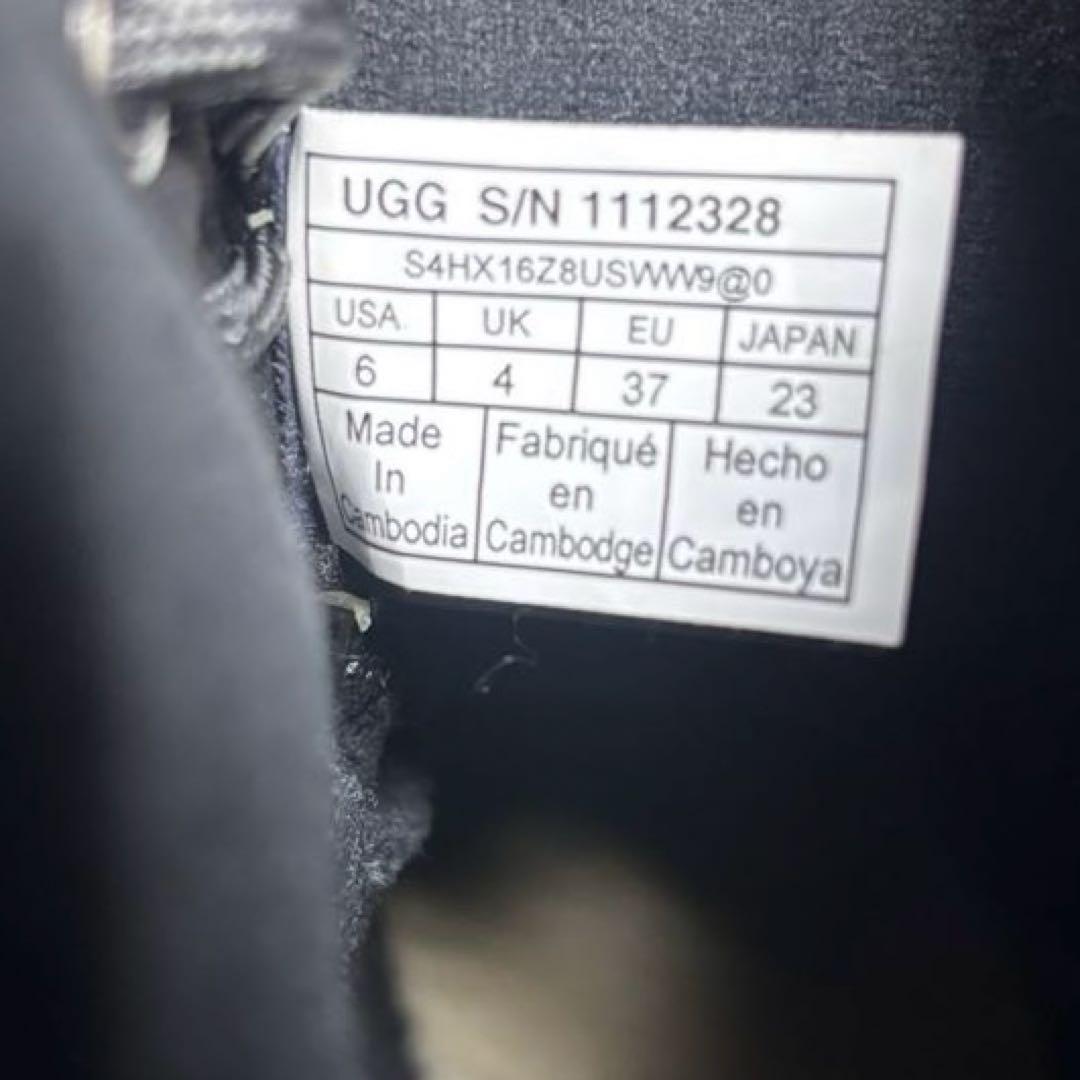 UGG S/N 1112328
S4HX16Z8USWW9@0
USA UK EU JAPAN
6 4 37 23
Made In Cambodia
Fabriqué en Cambodge
Hecho en Camboya